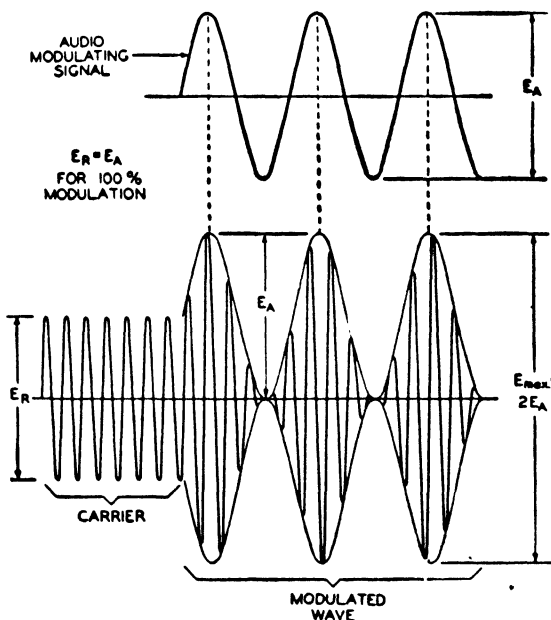 AUDIO
MODULATING
SIGNAL
EA
ER = EA
FOR 100 %
MODULATION
EA
ER
Emax.
2EA
CARRIER
MODULATED
WAVE